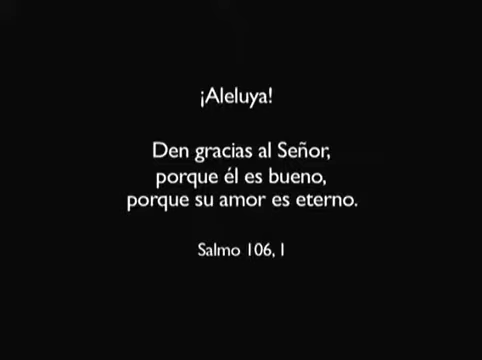 ¡Aleluya!
Den gracias al Señor,
porque él es bueno,
porque su amor es eterno.
Salmo 106, 1